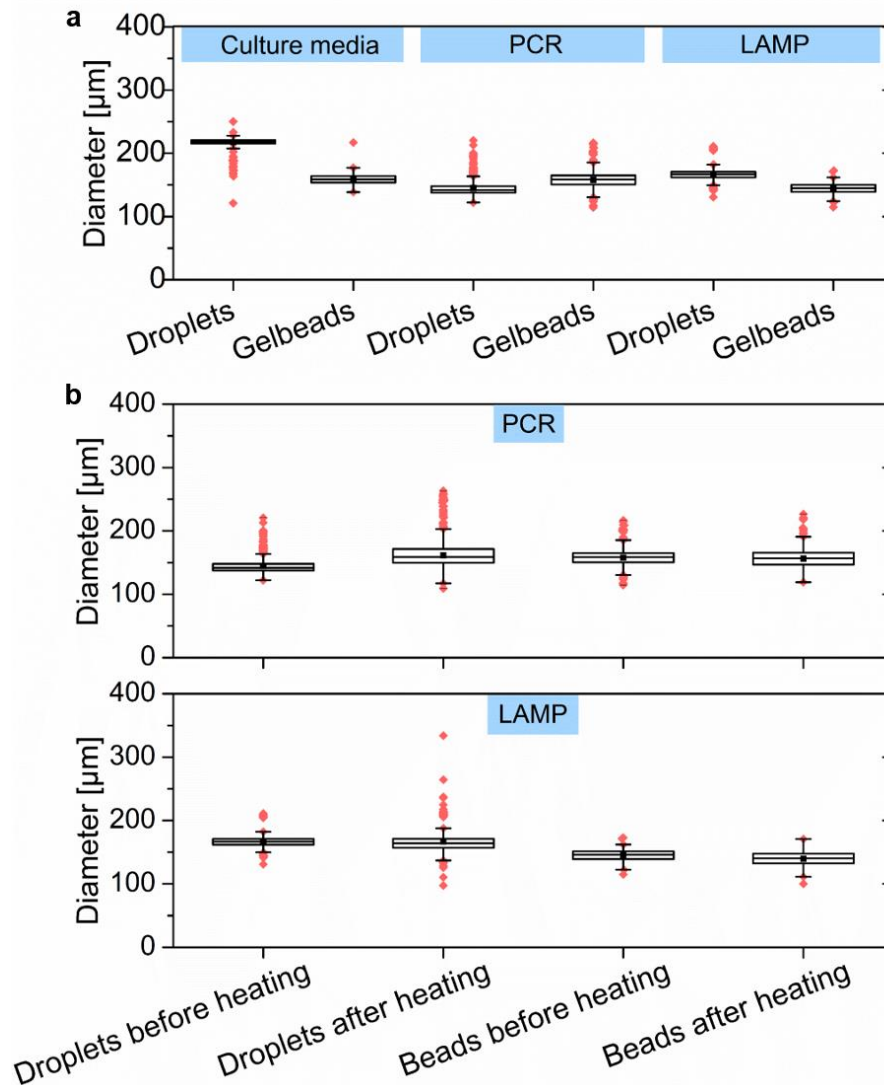 a
Culture media PCR LAMP
Diameter [µm]
400
300
200
100
0
Droplets Gelbeads Droplets Gelbeads Droplets Gelbeads
b
PCR
Diameter [µm]
400
300
200
100
0
LAMP
Diameter [µm]
400
300
200
100
0
Droplets before heating Droplets after heating Beads before heating Beads after heating